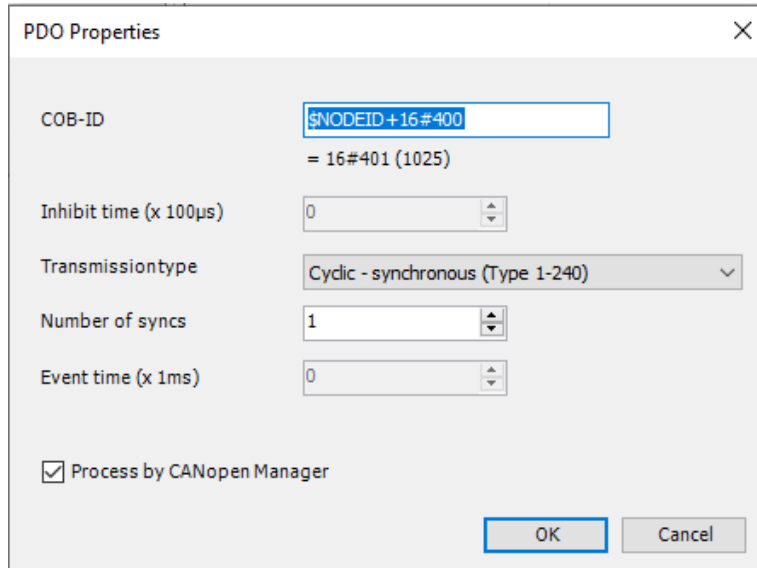 PDO Properties
COB-ID
$NODEID+16#400
= 16#401 (1025)
Inhibit time (x 100µs)
0
Transmissiontype
Cyclic - synchronous (Type 1-240)
Number of syncs
1
Event time (x 1ms)
0
Process by CANopen Manager
OK
Cancel